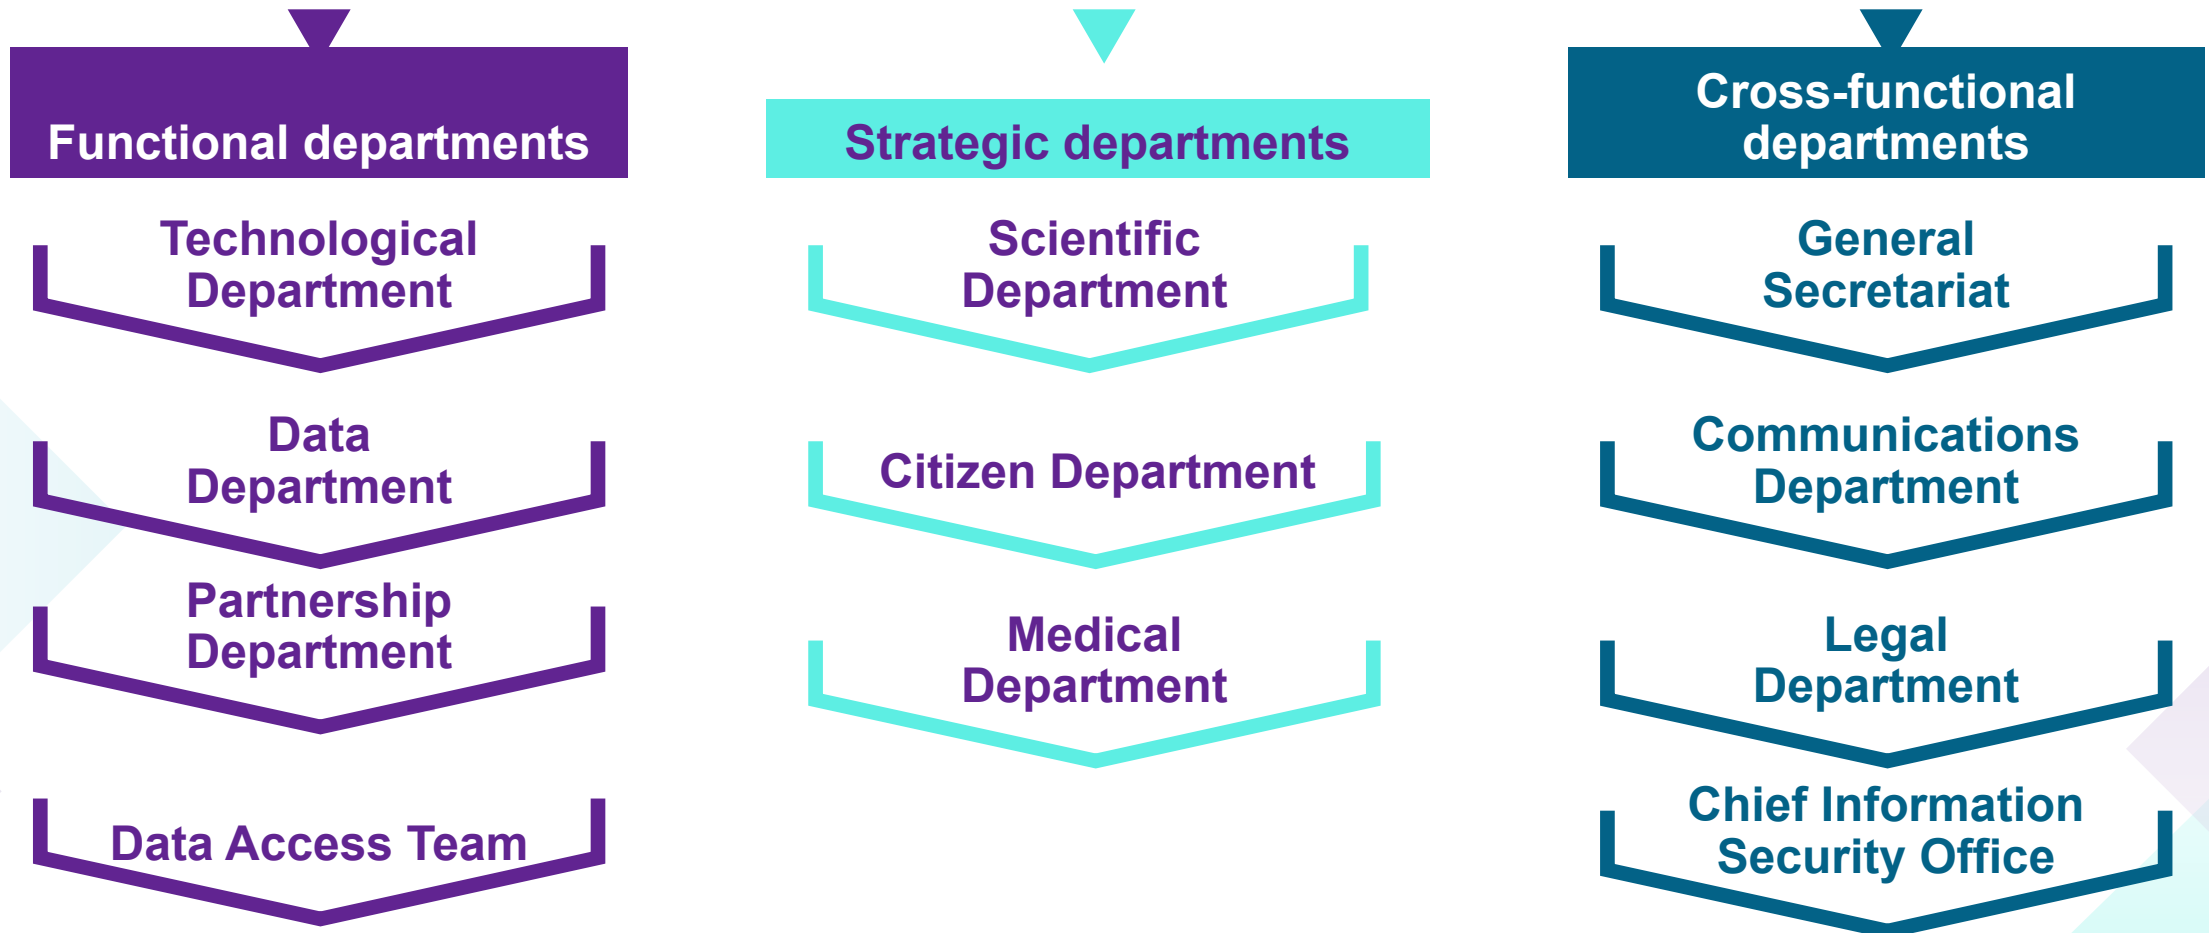 Functional departments
Technological
Department
Data
Department
Partnership
Department
Data Access Team
Strategic departments
Scientific
Department
Citizen Department
Medical
Department
Cross-functional
departments
General
Secretariat
Communications
Department
Legal
Department
Chief Information
Security Office